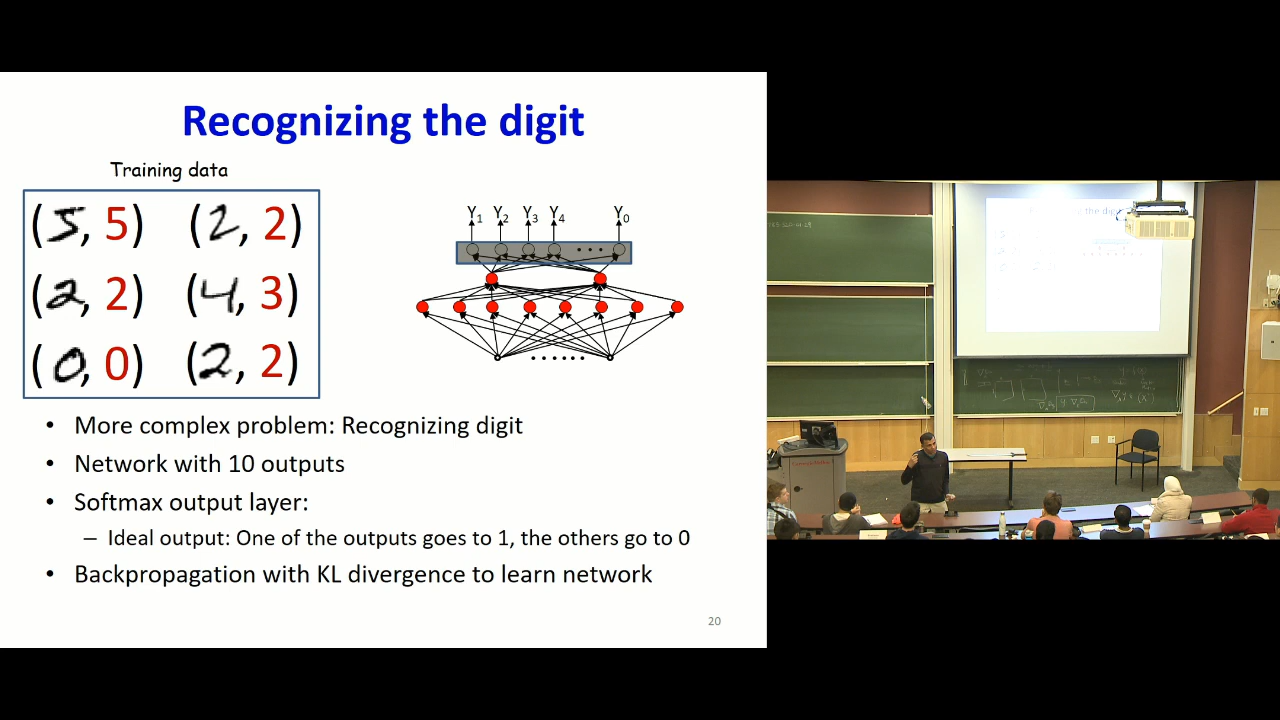 Recognizing the digit
Training data
(5, 5) (2, 2)
(2, 2) (4, 3)
(0, 0) (2, 2)
Y1 Y2 Y3 Y4 Y0
• More complex problem: Recognizing digit
• Network with 10 outputs
• Softmax output layer:
– Ideal output: One of the outputs goes to 1, the others go to 0
• Backpropagation with KL divergence to learn network
20